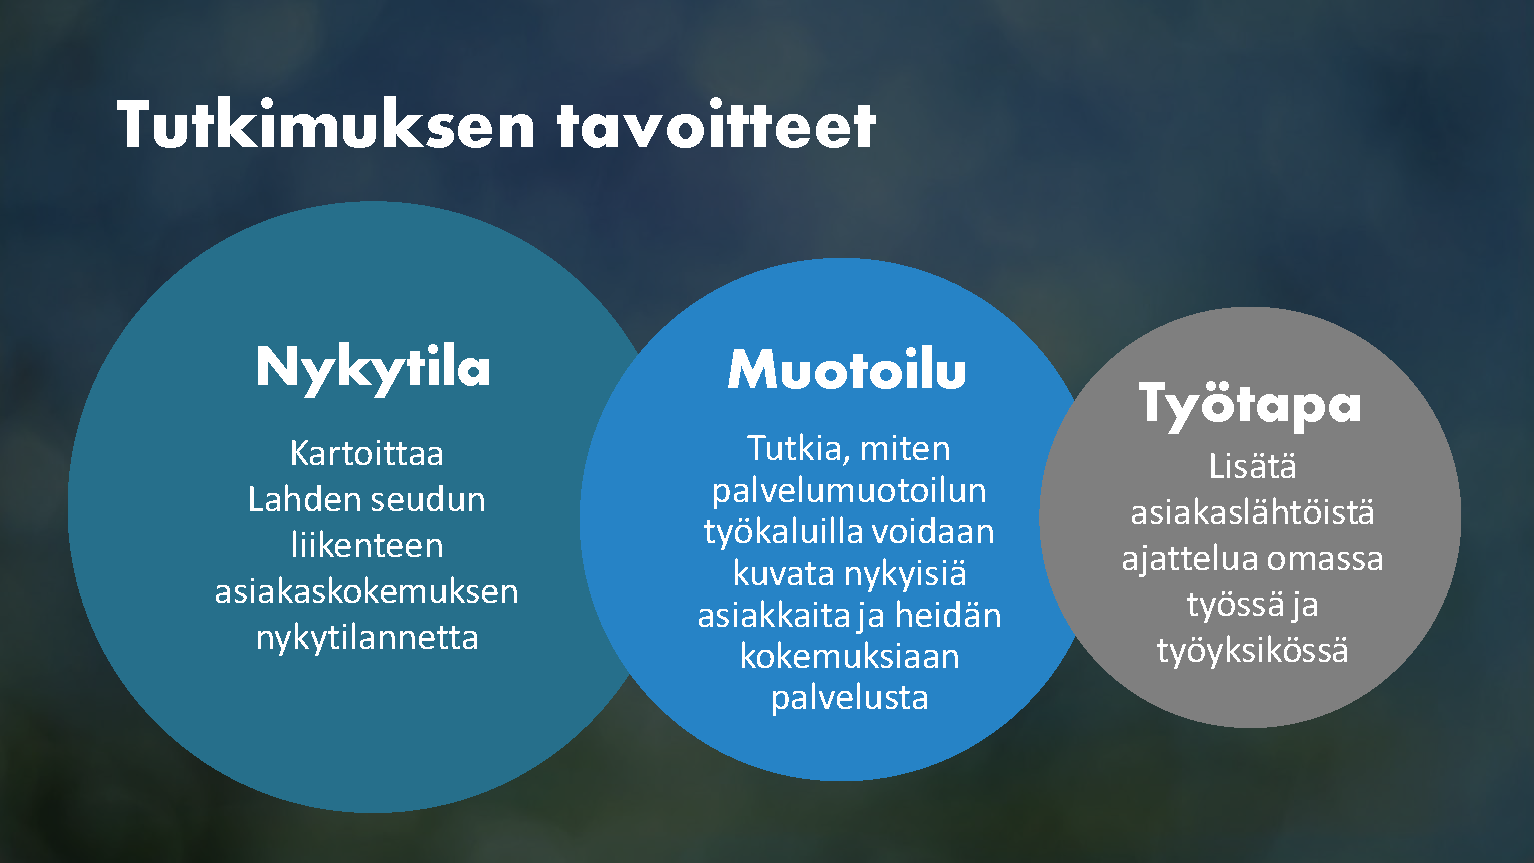 Tutkimuksen tavoitteet
Nykytila
Kartoittaa
Lahden seudun
liikenteen
asiakaskokemuksen
nykytilannetta
Muotoilu
Tutkia, miten
palvelumuotoilun
työkaluilla voidaan
kuvata nykyisiä
asiakkaita ja heidän
kokemuksiaan
palvelusta
Työtapa
Lisätä
asiakaslähtöistä
ajattelua omassa
työssä ja
työyksikössä